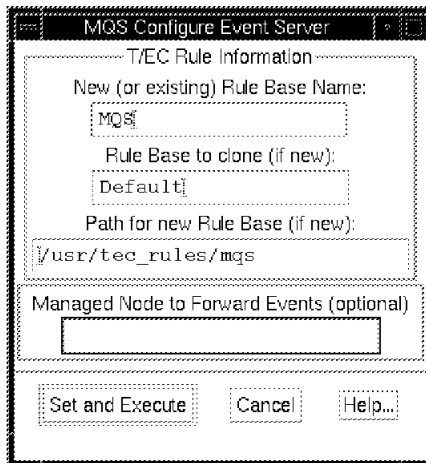 MQS Configure Event Server
T/EC Rule Information
New (or existing) Rule Base Name:
MQS
Rule Base to clone (if new):
Default
Path for new Rule Base (if new):
/usr/tec_rules/mqs
Managed Node to Forward Events (optional)
Set and Execute Cancel Help...